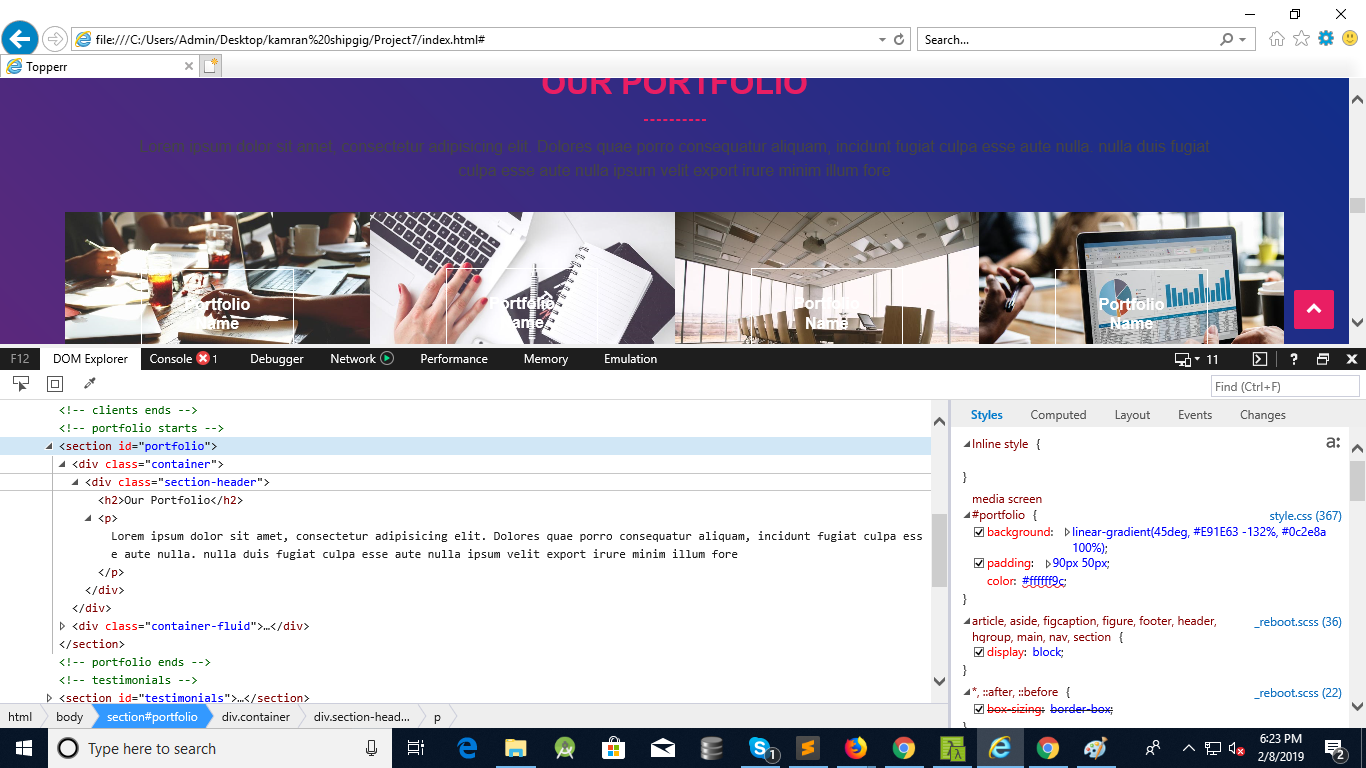 file:///C:/Users/Admin/Desktop/kamran%20shipgig/Project7/index.html#
Search...
Topperr
OUR PORTFOLIO
Lorem ipsum dolor sit amet, consectetur adipisicing elit. Dolores quae porro consequatur aliquam, incidunt fugiat culpa esse aute nulla. nulla duis fugiat
culpa esse aute nulla ipsum velit export irure minim illum fore
Portfolio
Name
Portfolio
Name
Portfolio
Name
Portfolio
Name
F12 DOM Explorer Console 1 Debugger Network Performance Memory Emulation 11 ?
Find (Ctrl+F)
<!-- clients ends -->
<!-- portfolio starts -->
<section id="portfolio">
<div class="container">
<div class="section-header">
<h2>Our Portfolio</h2>
<p>
Lorem ipsum dolor sit amet, consectetur adipisicing elit. Dolores quae porro consequatur aliquam, incidunt fugiat culpa ess
e aute nulla. nulla duis fugiat culpa esse aute nulla ipsum velit export irure minim illum fore
</p>
</div>
</div>
<div class="container-fluid">…</div>
</section>
<!-- portfolio ends -->
<!-- testimonials -->
<section id="testimonials">…</section>
html body section#portfolio div.container div.section-head... p
Styles Computed Layout Events Changes
Inline style { a:
}
media screen
#portfolio { style.css (367)
background: linear-gradient(45deg, #E91E63 -132%, #0c2e8a
100%);
padding: 90px 50px;
color: #ffffff9c;
}
article, aside, figcaption, figure, footer, header, _reboot.scss (36)
hgroup, main, nav, section {
display: block;
}
*, ::after, ::before { _reboot.scss (22)
box-sizing: border-box;
}
Type here to search
1
6:23 PM
2/8/2019
2